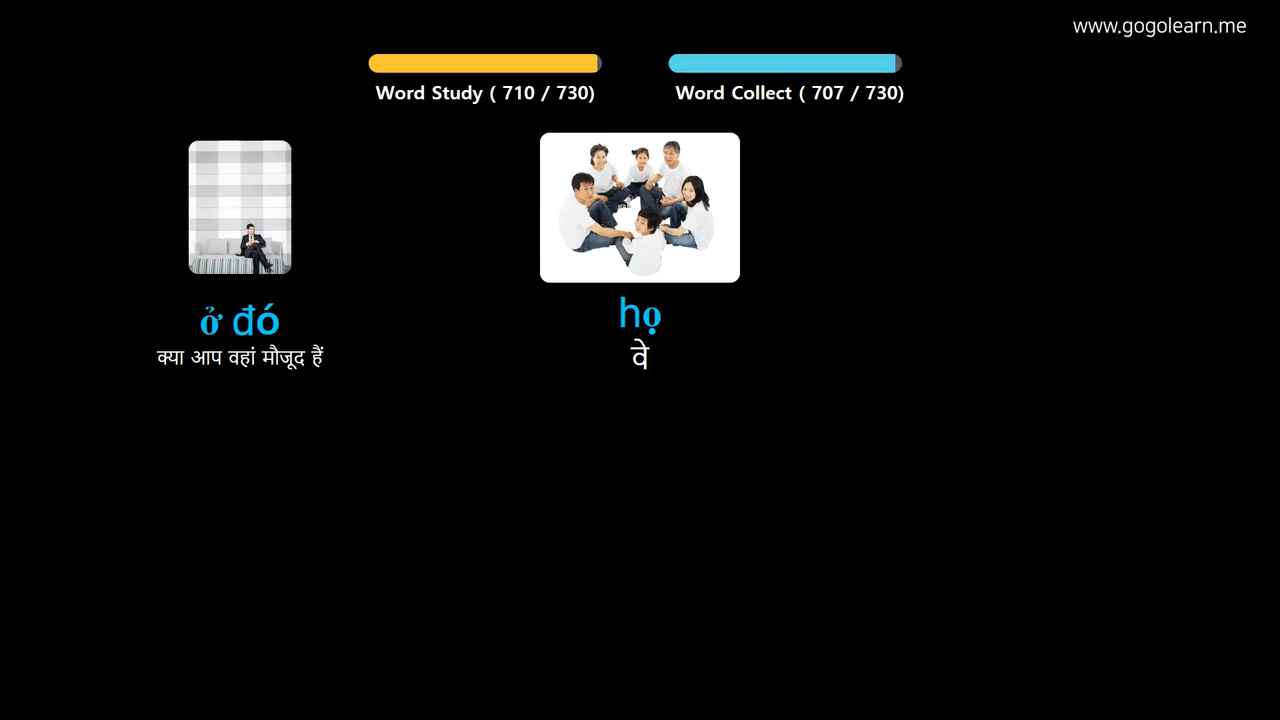 www.gogolearn.me
Word Study ( 710 / 730)
Word Collect ( 707 / 730)
ở đó
क्या आप वहां मौजूद हैं
họ
वे